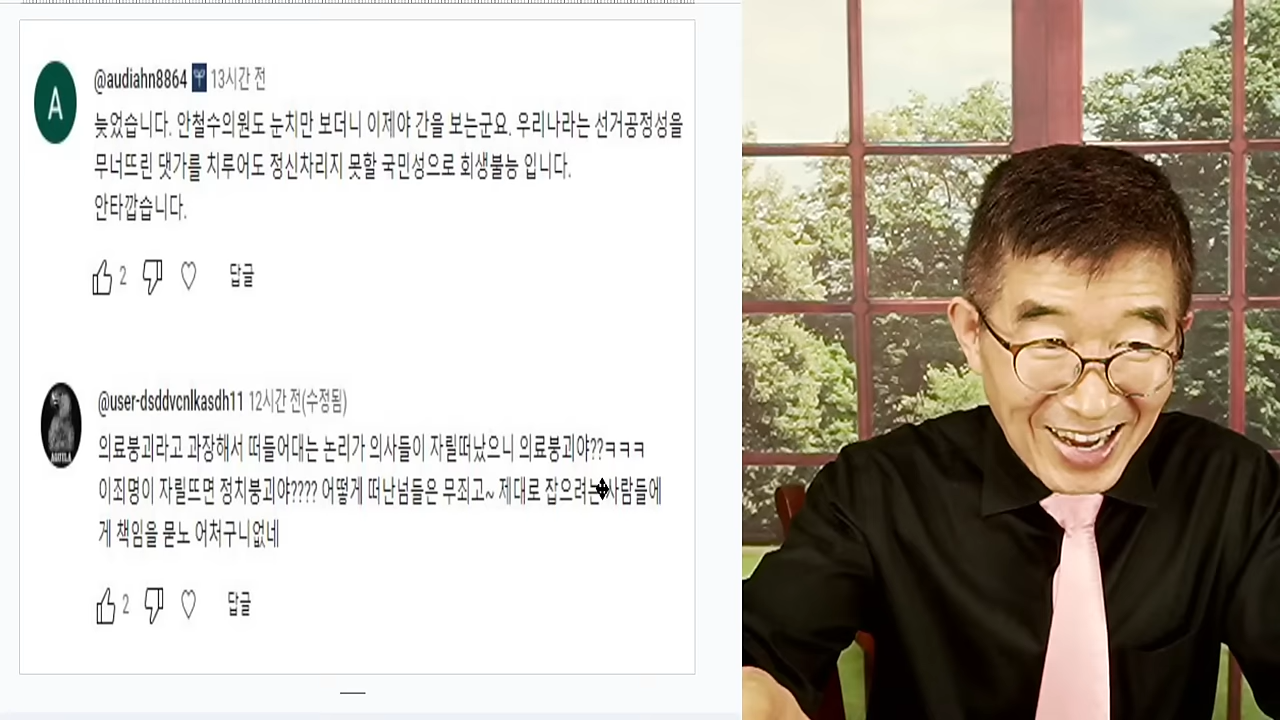 A
@audiahn8864 13시간 전
늦었습니다. 안철수의원도 눈치만 보더니 이제야 간을 보는군요. 우리나라는 선거공정성을
무너뜨린 댓가를 치루어도 정신차리지 못할 국민성으로 회생불능 입니다.
안타깝습니다.
2 답글
@user-dsddvcnlkasdh11 12시간 전(수정됨)
의료붕괴라고 과장해서 떠들어대는 논리가 의사들이 자릴떠났으니 의료붕괴야??ㅋㅋㅋ
이죄명이 자릴뜨면 정치붕괴야???? 어떻게 떠난넘들은 무죄고~ 제대로 잡으려는사람들에
게 책임을 묻노 어처구니없네
2 답글